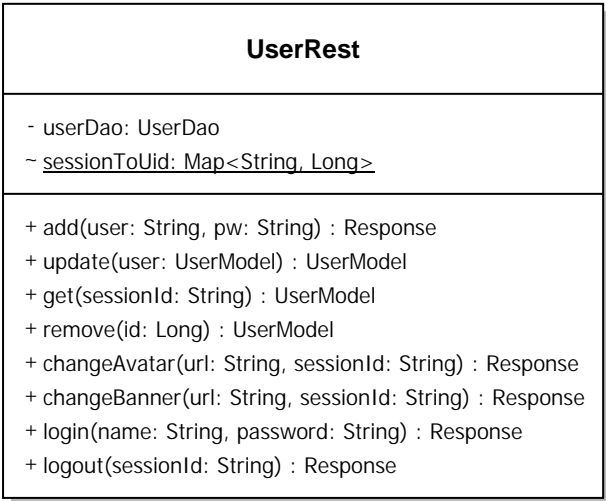 UserRest
- userDao: UserDao
~ sessionToUid: Map<String, Long>
+ add(user: String, pw: String) : Response
+ update(user: UserModel) : UserModel
+ get(sessionId: String) : UserModel
+ remove(id: Long) : UserModel
+ changeAvatar(url: String, sessionId: String) : Response
+ changeBanner(url: String, sessionId: String) : Response
+ login(name: String, password: String) : Response
+ logout(sessionId: String) : Response